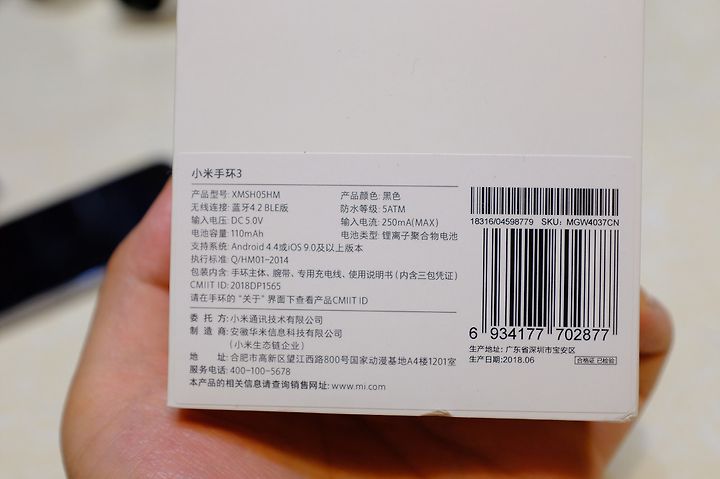 小米手环3
产品型号: XMSH05HM 产品颜色: 黑色
无线连接: 蓝牙4.2 BLE版 防水等级: 5ATM
输入电压: DC 5.0V 输入电流: 250mA(MAX)
电池容量: 110mAh 电池类型: 锂离子聚合物电池
支持系统: Android 4.4或iOS 9.0及以上版本
执行标准: Q/HM01-2014
包装内含: 手环主体、腕带、专用充电线、使用说明书 (内含三包凭证)
CMIIT ID: 2018DP1565
请在手环的“关于”界面下查看产品CMIIT ID
委 托 方: 小米通讯技术有限公司
制 造 商: 安徽华米信息科技有限公司
(小米生态链企业)
地 址: 合肥市高新区望江西路800号国家动漫基地A4楼1201室
服务电话: 400-100-5678
本产品的相关信息请查询销售网址: www.mi.com
18316/04598779 SKU: MGW4037CN
6 934177 702877
生产地址: 广东省深圳市宝安区
生产日期: 2018.06 合格证 已检验